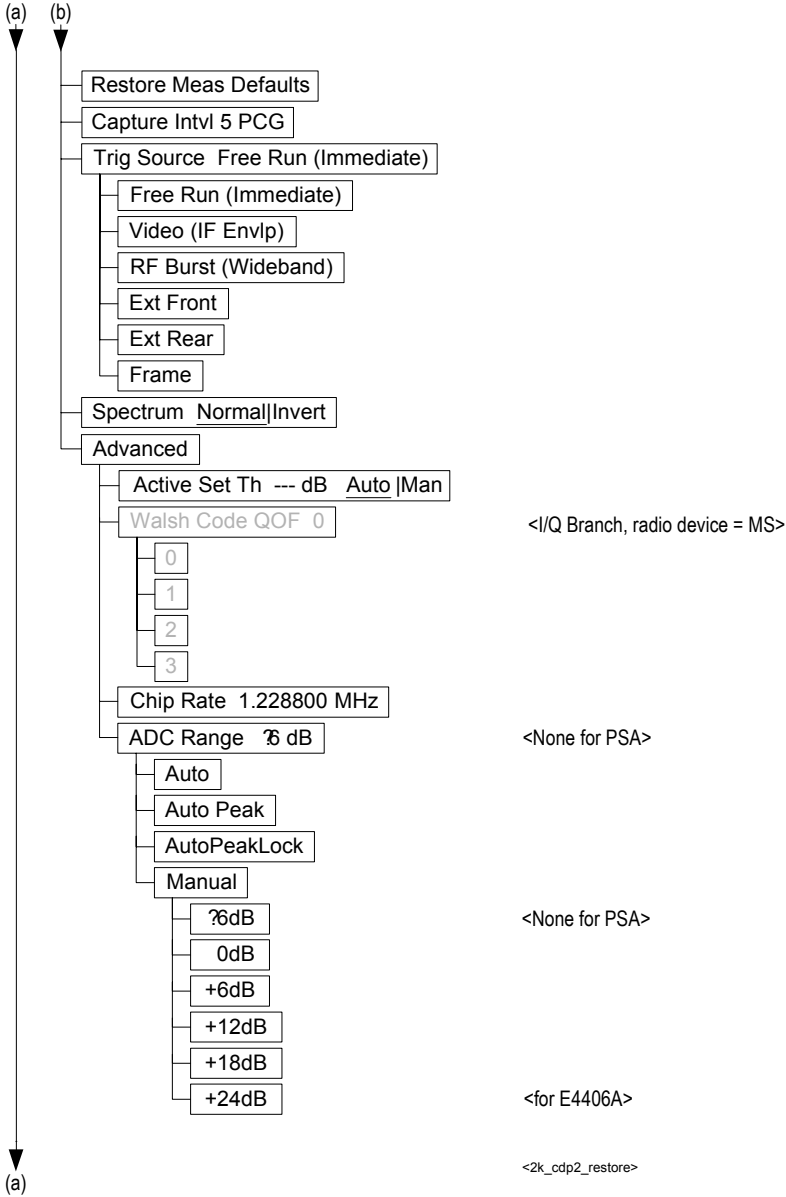 (a) (b)
Restore Meas Defaults
Capture Intvl 5 PCG
Trig Source Free Run (Immediate)
Free Run (Immediate)
Video (IF Envlp)
RF Burst (Wideband)
Ext Front
Ext Rear
Frame
Spectrum Normal|Invert
Advanced
Active Set Th --- dB Auto |Man
Walsh Code QOF 0 <I/Q Branch, radio device = MS>
0
1
2
3
Chip Rate 1.228800 MHz
ADC Range ?6 dB <None for PSA>
Auto
Auto Peak
AutoPeakLock
Manual
?6dB <None for PSA>
0dB
+6dB
+12dB
+18dB
+24dB <for E4406A>
<2k_cdp2_restore>
(a)